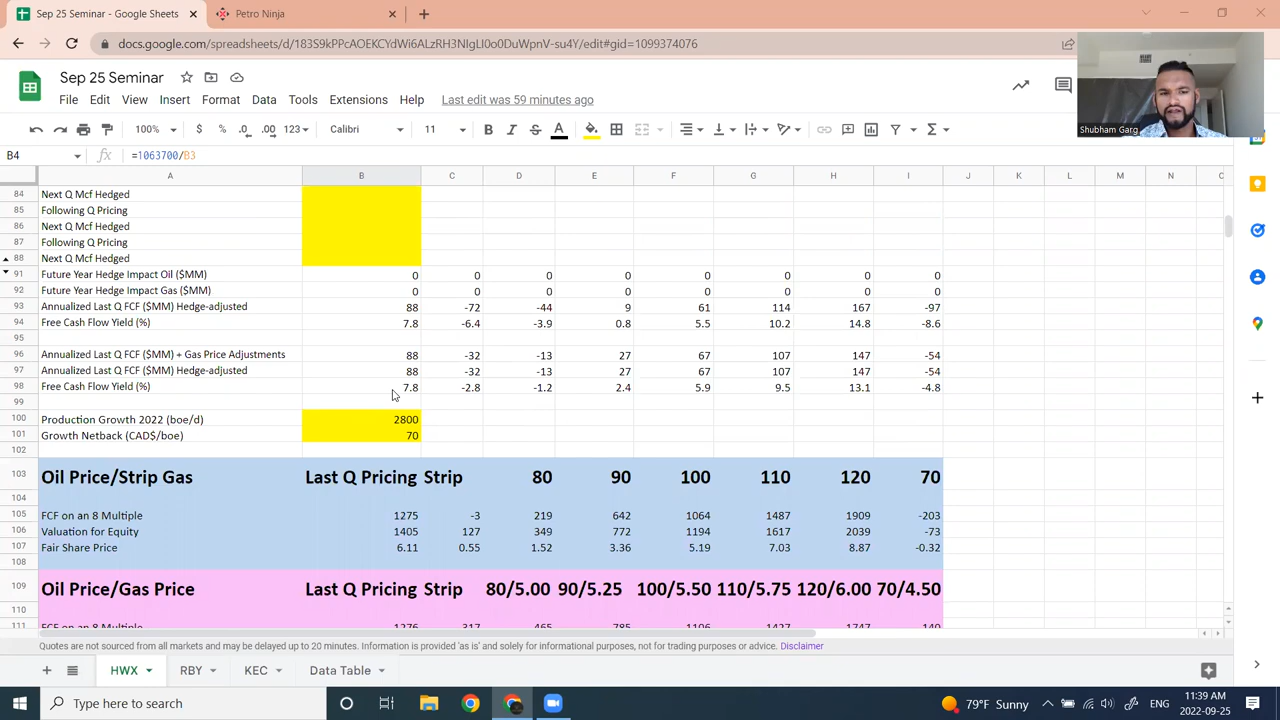 Sep 25 Seminar - Google Sheets
Petro Ninja
docs.google.com/spreadsheets/d/183S9kPPcAOEKCYdWi6ALzRH3NIgLI0o0DuWpnV-su4Y/edit#gid=1099374076
Sep 25 Seminar
File Edit View Insert Format Data Tools Extensions Help Last edit was 59 minutes ago
100% $ % .0 .00 123 Calibri 11 B I S A
Shubham Garg
B4 fx =1063700/B3
A B C D E F G H I J K L M N
84 Next Q Mcf Hedged
85 Following Q Pricing
86 Next Q Mcf Hedged
87 Following Q Pricing
88 Next Q Mcf Hedged
91 Future Year Hedge Impact Oil ($MM) 0 0 0 0 0 0 0 0
92 Future Year Hedge Impact Gas ($MM) 0 0 0 0 0 0 0 0
93 Annualized Last Q FCF ($MM) Hedge-adjusted 88 -72 -44 9 61 114 167 -97
94 Free Cash Flow Yield (%) 7.8 -6.4 -3.9 0.8 5.5 10.2 14.8 -8.6
95
96 Annualized Last Q FCF ($MM) + Gas Price Adjustments 88 -32 -13 27 67 107 147 -54
97 Annualized Last Q FCF ($MM) Hedge-adjusted 88 -32 -13 27 67 107 147 -54
98 Free Cash Flow Yield (%) 7.8 -2.8 -1.2 2.4 5.9 9.5 13.1 -4.8
99
100 Production Growth 2022 (boe/d) 2800
101 Growth Netback (CAD$/boe) 70
102
103 Oil Price/Strip Gas Last Q Pricing Strip 80 90 100 110 120 70
104
105 FCF on an 8 Multiple 1275 -3 219 642 1064 1487 1909 -203
106 Valuation for Equity 1405 127 349 772 1194 1617 2039 -73
107 Fair Share Price 6.11 0.55 1.52 3.36 5.19 7.03 8.87 -0.32
108
109 Oil Price/Gas Price Last Q Pricing Strip 80/5.00 90/5.25 100/5.50 110/5.75 120/6.00 70/4.50
110
111 FCF on an 8 Multiple 1276 317 465 785 1106 1427 1747 140
Quotes are not sourced from all markets and may be delayed up to 20 minutes. Information is provided 'as is' and solely for informational purposes, not for trading purposes or advice. Disclaimer
HWX RBY KEC Data Table
Type here to search
79°F Sunny
ENG
11:39 AM
2022-09-25